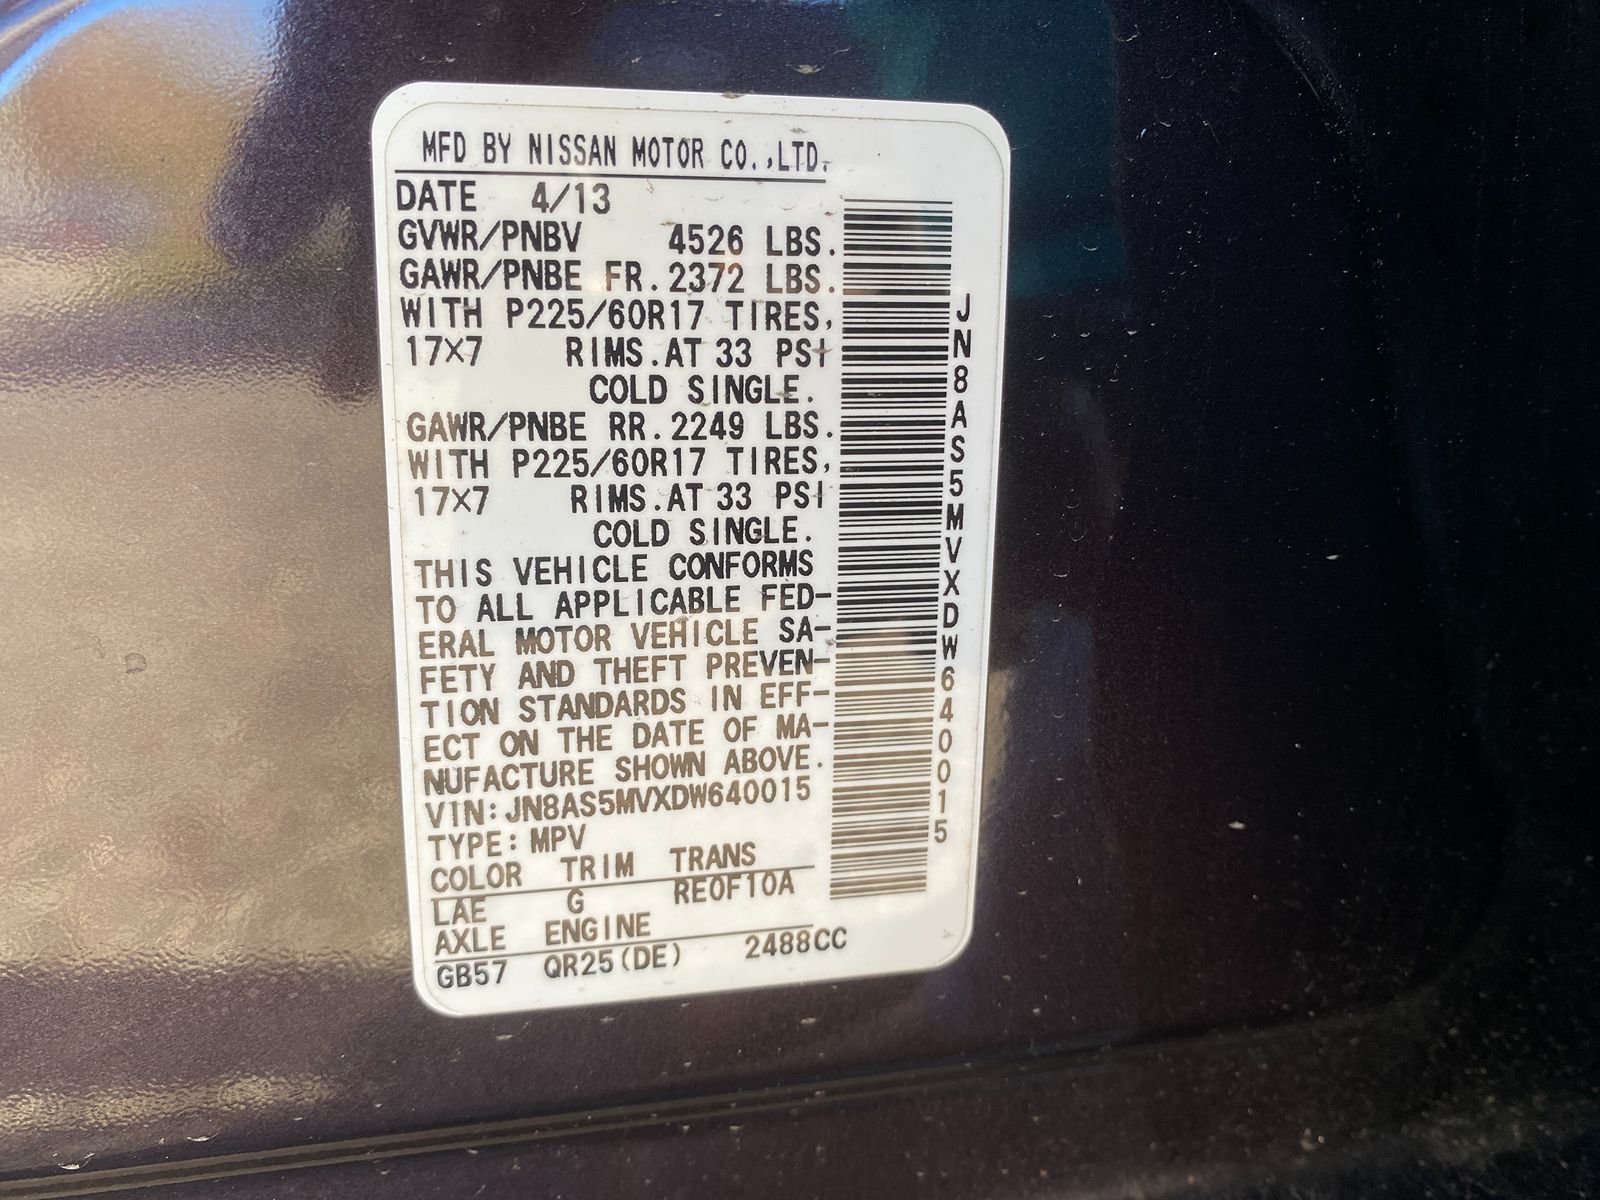 MFD BY NISSAN MOTOR CO.,LTD.
DATE 4/13
GVWR/PNBV 4526 LBS.
GAWR/PNBE FR. 2372 LBS.
WITH P225/60R17 TIRES,
17×7 RIMS. AT 33 PSI
COLD SINGLE.
GAWR/PNBE RR. 2249 LBS.
WITH P225/60R17 TIRES,
17×7 RIMS. AT 33 PSI
COLD SINGLE.
THIS VEHICLE CONFORMS
TO ALL APPLICABLE FED-
ERAL MOTOR VEHICLE SA-
FETY AND THEFT PREVEN-
TION STANDARDS IN EFF-
ECT ON THE DATE OF MA-
NUFACTURE SHOWN ABOVE.
VIN: JN8AS5MVXDW640015
TYPE: MPV
COLOR TRIM TRANS
LAE G RE0F10A
AXLE ENGINE
GB57 QR25(DE) 2488CC
JN8AS5MVXDW640015